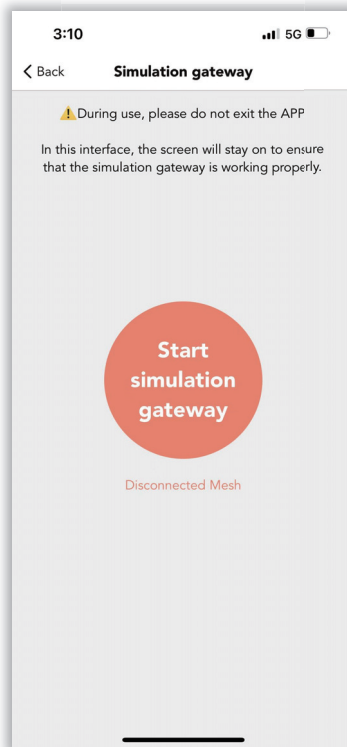 3:10
5G
Back
Simulation gateway
⚠️During use, please do not exit the APP
In this interface, the screen will stay on to ensure
that the simulation gateway is working properly.
Start
simulation
gateway
Disconnected Mesh